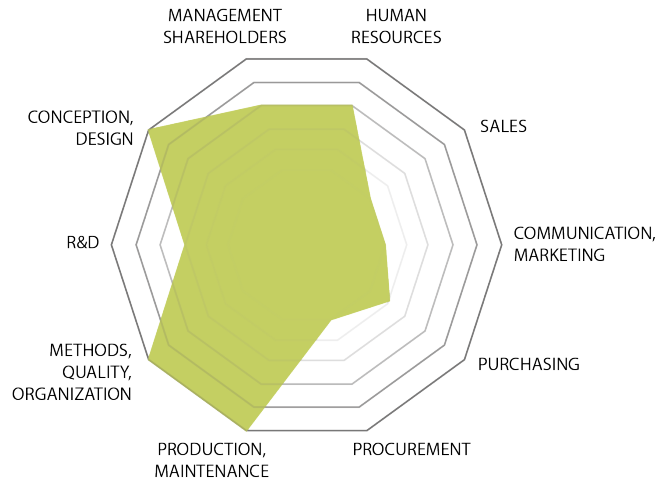 MANAGEMENT
SHAREHOLDERS
HUMAN
RESOURCES
CONCEPTION,
DESIGN
SALES
R&D
COMMUNICATION,
MARKETING
METHODS,
QUALITY,
ORGANIZATION
PURCHASING
PRODUCTION,
MAINTENANCE
PROCUREMENT